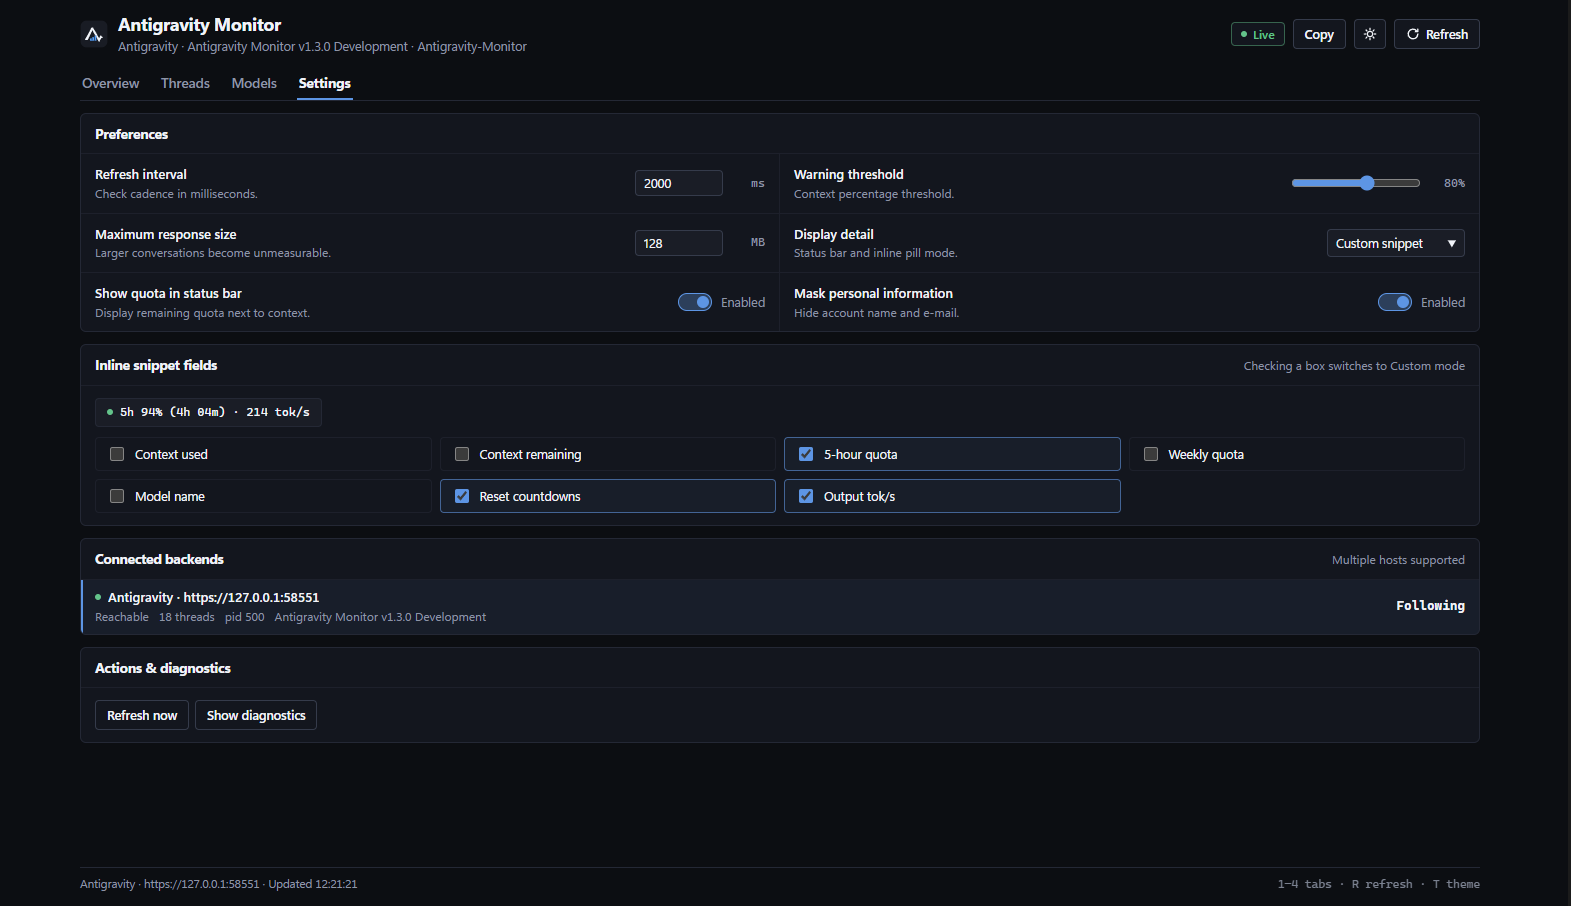 Antigravity Monitor
Antigravity · Antigravity Monitor v1.3.0 Development · Antigravity-Monitor
Live
Copy
Refresh
Overview
Threads
Models
Settings
Preferences
Refresh interval
Check cadence in milliseconds.
2000
ms
Warning threshold
Context percentage threshold.
80%
Maximum response size
Larger conversations become unmeasurable.
128
MB
Display detail
Status bar and inline pill mode.
Custom snippet
Show quota in status bar
Display remaining quota next to context.
Enabled
Mask personal information
Hide account name and e-mail.
Enabled
Inline snippet fields
Checking a box switches to Custom mode
5h 94% (4h 04m) · 214 tok/s
Context used
Context remaining
5-hour quota
Weekly quota
Model name
Reset countdowns
Output tok/s
Connected backends
Multiple hosts supported
Antigravity · https://127.0.0.1:58551
Reachable 18 threads pid 500 Antigravity Monitor v1.3.0 Development
Following
Actions & diagnostics
Refresh now
Show diagnostics
Antigravity · https://127.0.0.1:58551 · Updated 12:21:21
1–4 tabs · R refresh · T theme